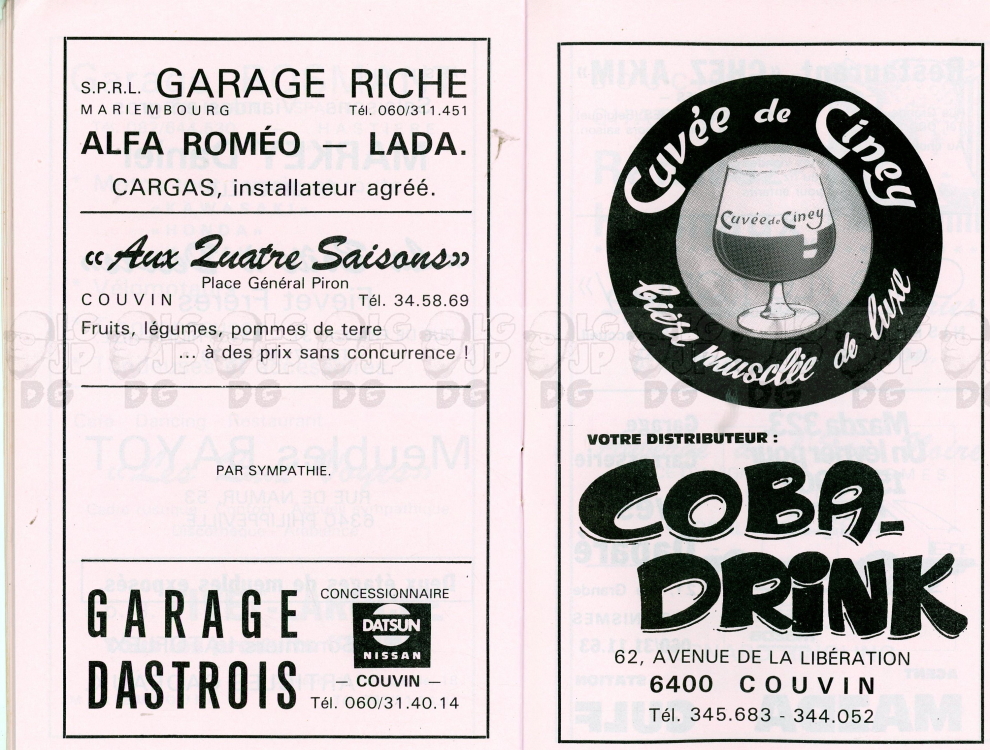 S.P.R.L. GARAGE RICHE
MARIEMBOURG Tél. 060/311.451
ALFA ROMÉO — LADA.
CARGAS, installateur agréé.
«Aux Quatre Saisons»
Place Général Piron
COUVIN Tél. 34.58.69
Fruits, légumes, pommes de terre
... à des prix sans concurrence !
PAR SYMPATHIE.
GARAGE
DASTROIS
CONCESSIONNAIRE
DATSUN
NISSAN
— COUVIN —
Tél. 060/31.40.14
Cuvée de Ciney
Cuvée de Ciney
bière musclée de luxe
VOTRE DISTRIBUTEUR :
COBA-
DRINK
62, AVENUE DE LA LIBÉRATION
6400 COUVIN
Tél. 345.683 - 344.052